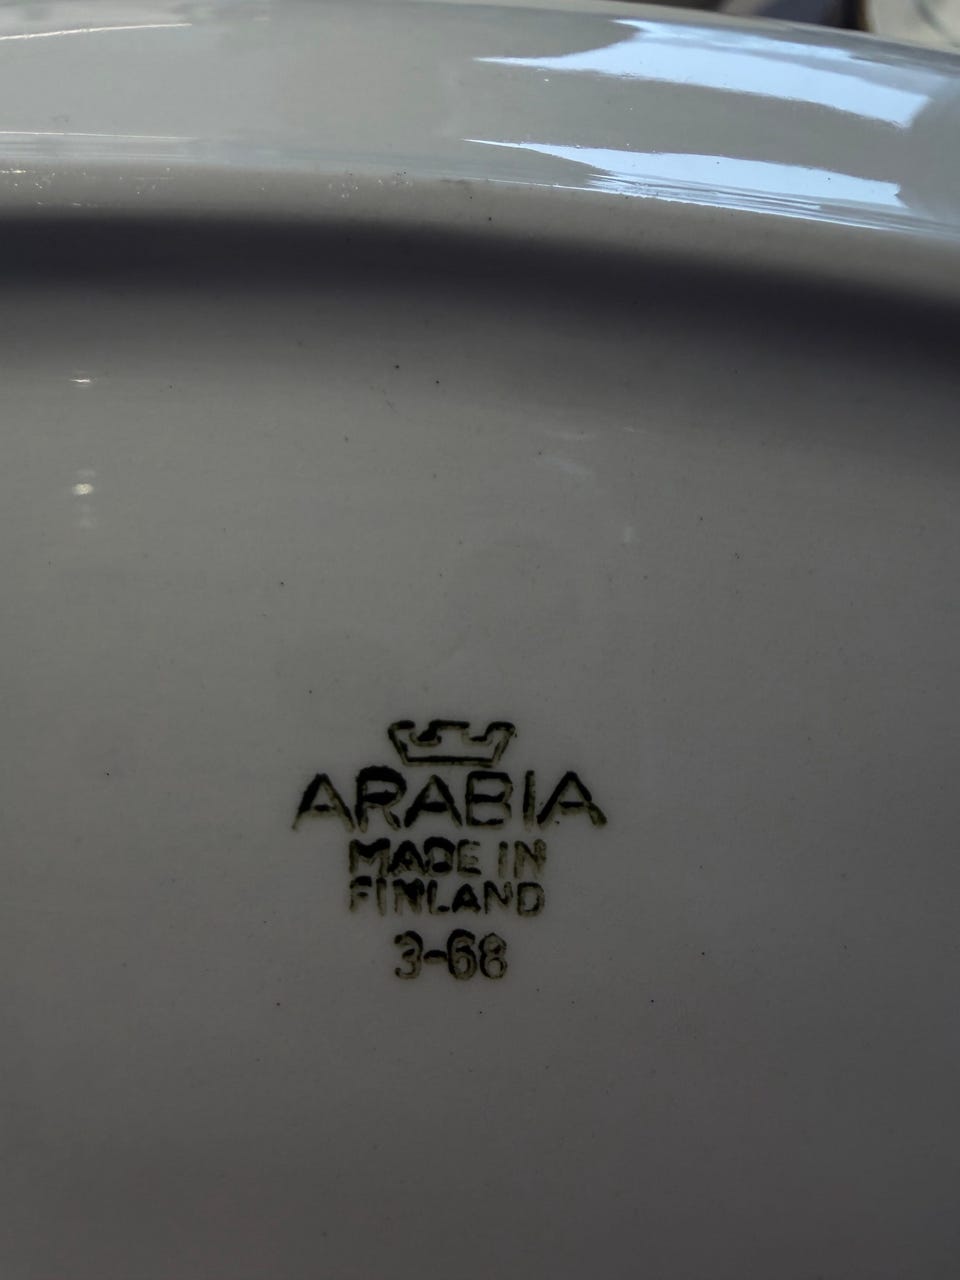 ARABIA
MADE IN
FINLAND
3-68